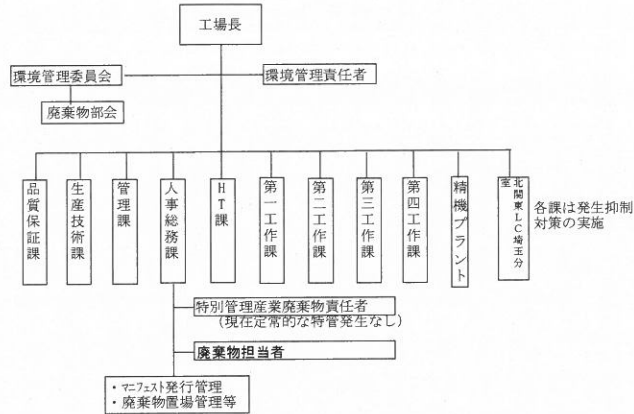 工場長
環境管理委員会
環境管理責任者
廃棄物部会
品質保証課
生産技術課
管理課
人事総務課
HT課
第一工作課
第二工作課
第三工作課
第四工作課
精機プラント
北関東LC埼玉分室
各課は発生抑制
対策の実施
特別管理産業廃棄物責任者
(現在定常的な特管発生なし)
廃棄物担当者
・マニフェスト発行管理
・廃棄物置場管理等